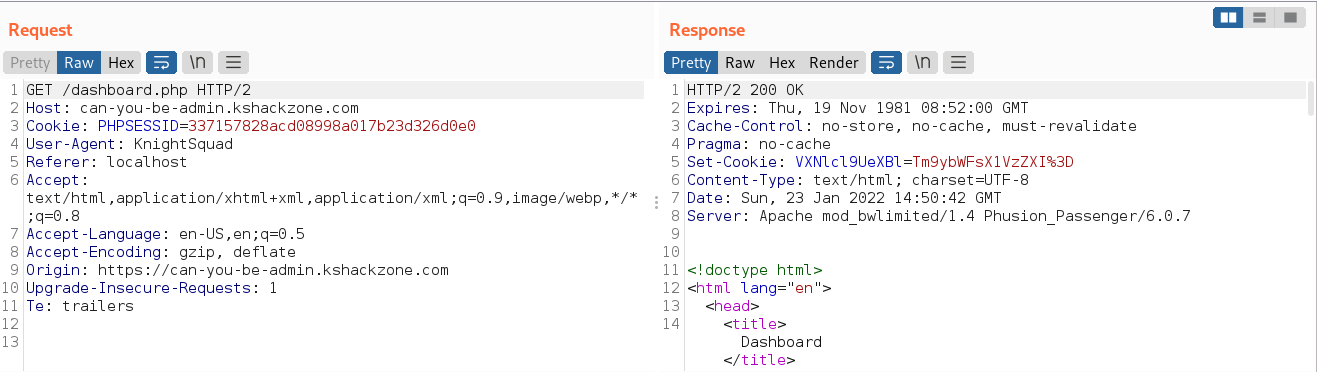 Request
Pretty Raw Hex \n
1 GET /dashboard.php HTTP/2
2 Host: can-you-be-admin.kshackzone.com
3 Cookie: PHPSESSID=337157828acd08998a017b23d326d0e0
4 User-Agent: KnightSquad
5 Referer: localhost
6 Accept:
text/html,application/xhtml+xml,application/xml;q=0.9,image/webp,*/*
;q=0.8
7 Accept-Language: en-US,en;q=0.5
8 Accept-Encoding: gzip, deflate
9 Origin: https://can-you-be-admin.kshackzone.com
10 Upgrade-Insecure-Requests: 1
11 Te: trailers
12
13
Response
Pretty Raw Hex Render \n
1 HTTP/2 200 OK
2 Expires: Thu, 19 Nov 1981 08:52:00 GMT
3 Cache-Control: no-store, no-cache, must-revalidate
4 Pragma: no-cache
5 Set-Cookie: VXNlcl9UeXBl=Tm9ybWFsX1VzZXI%3D
6 Content-Type: text/html; charset=UTF-8
7 Date: Sun, 23 Jan 2022 14:50:42 GMT
8 Server: Apache mod_bwlimited/1.4 Phusion_Passenger/6.0.7
9
10
11 <!doctype html>
12 <html lang="en">
13 <head>
14 <title>
Dashboard
</title>